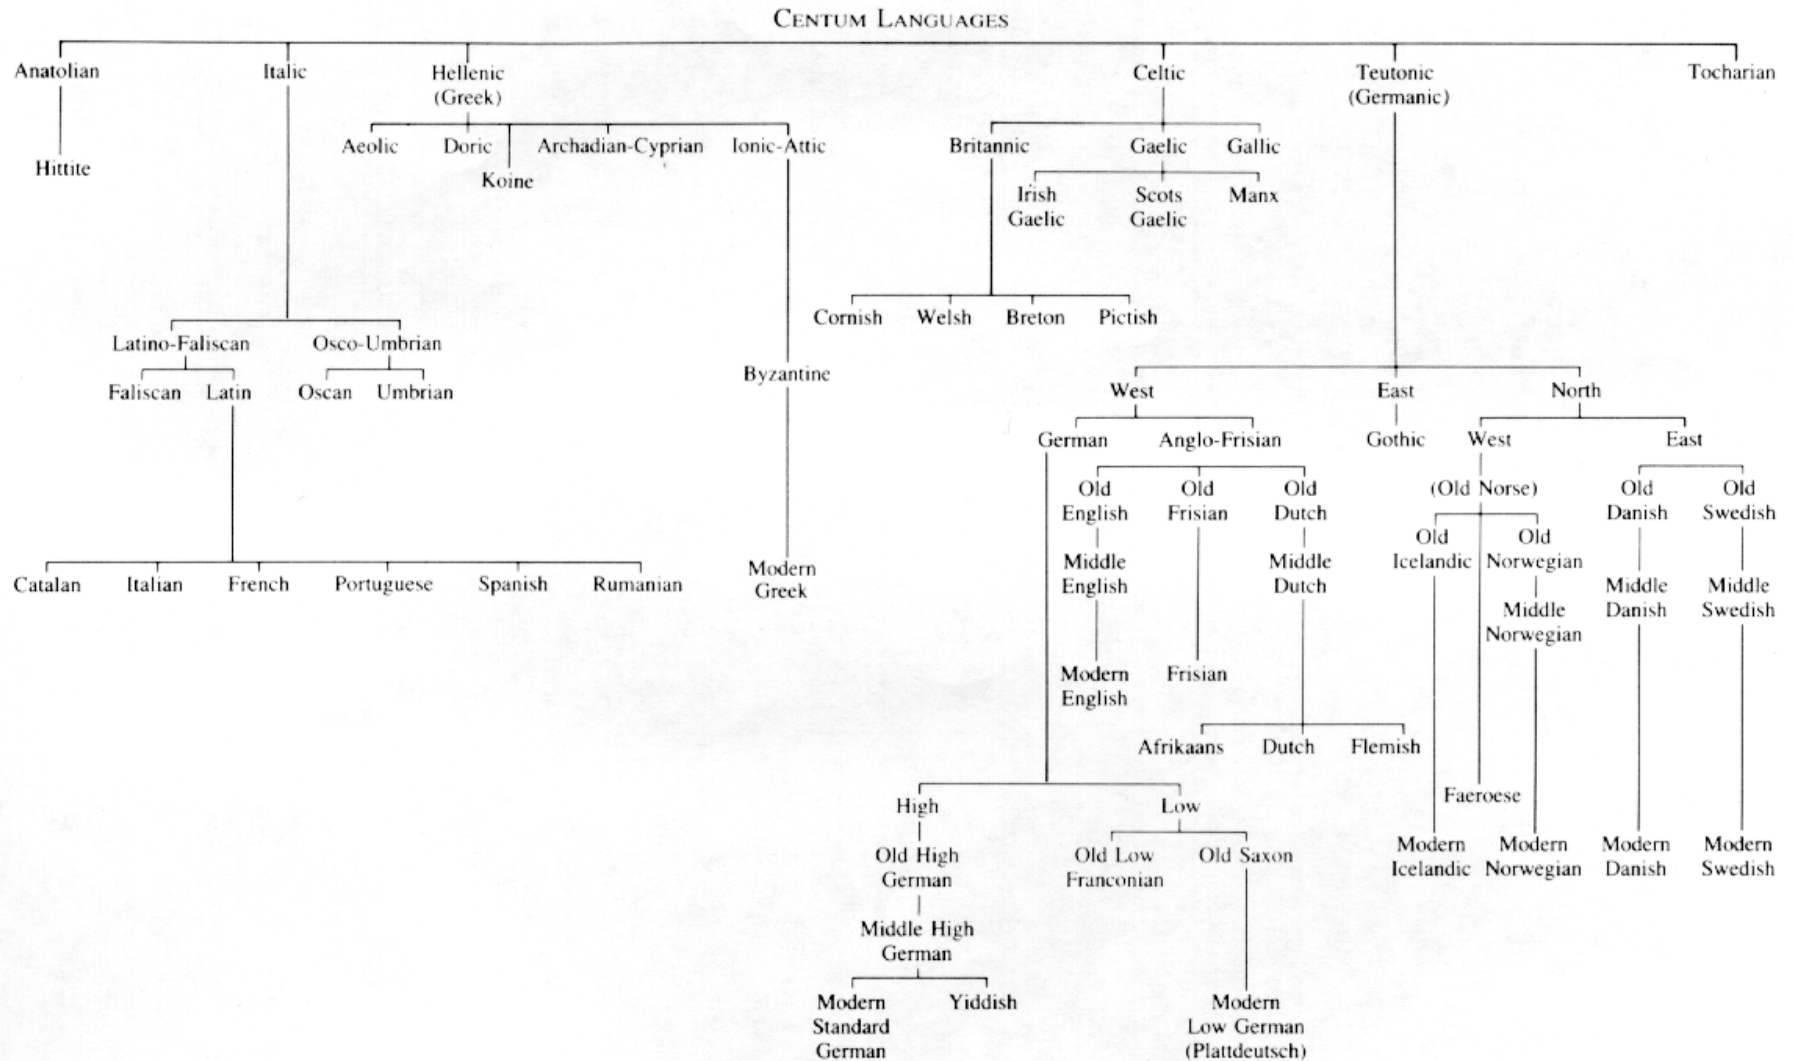 CENTUM LANGUAGES
Anatolian Italic Hellenic Celtic Teutonic Tocharian
(Greek) (Germanic)
Aeolic Doric Archadian-Cyprian Ionic-Attic Britannic Gaelic Gallic
Hittite
Koine
Irish Scots Manx
Gaelic Gaelic
Cornish Welsh Breton Pictish
Latino-Faliscan Osco-Umbrian
Byzantine
Faliscan Latin Oscan Umbrian West East North
German Anglo-Frisian Gothic West East
Old Old Old (Old Norse) Old Old
English Frisian Dutch Danish Swedish
Old Old
Middle Middle Icelandic Norwegian
English Dutch
Catalan Italian French Portuguese Spanish Rumanian
Modern
Greek
Middle Middle
Danish Swedish
Middle
Norwegian
Modern Frisian
English
Afrikaans Dutch Flemish
High Low Faeroese
Modern Modern Modern Modern
Icelandic Norwegian Danish Swedish
Old High Old Low Old Saxon
German Franconian
Middle High
German
Modern Yiddish Modern
Standard Low German
German (Plattdeutsch)